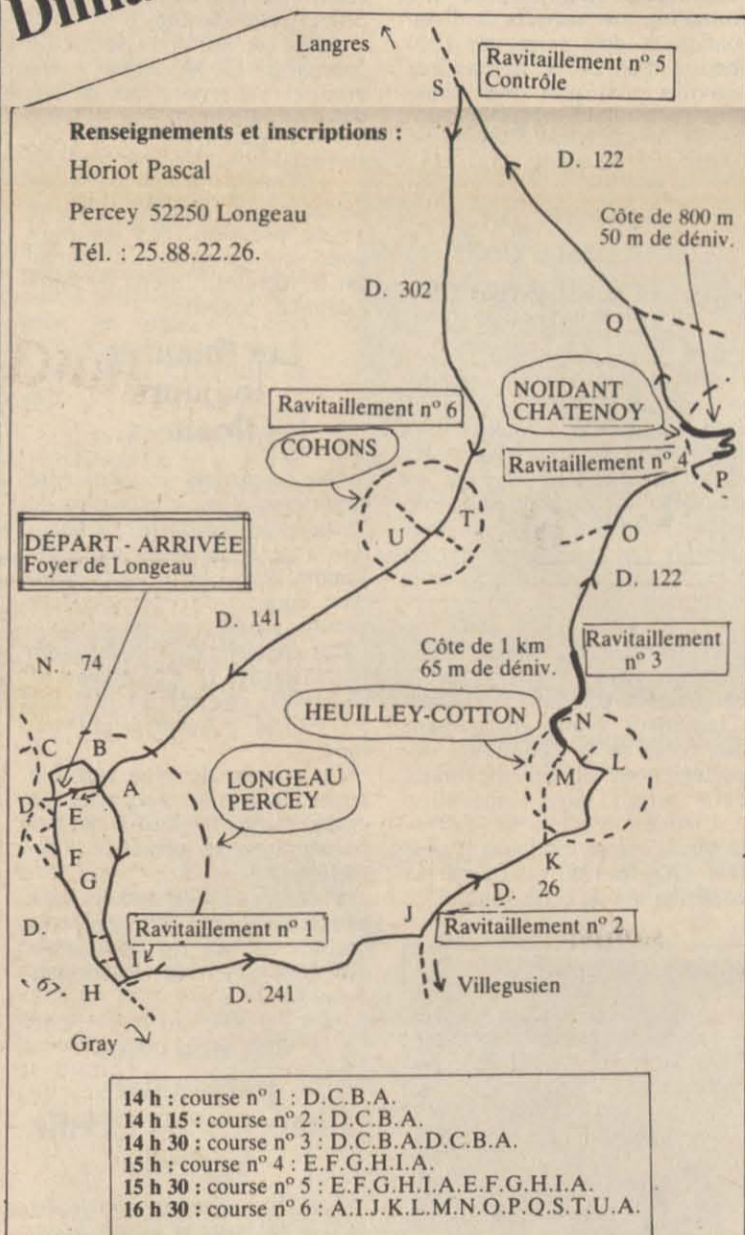 Langres
Ravitaillement n° 5
Contrôle
S
Renseignements et inscriptions :
Horiot Pascal
Percey 52250 Longeau
Tél. : 25.88.22.26.
D. 122
Côte de 800 m
50 m de déniv.
D. 302
Q
NOIDANT
CHATENOY
Ravitaillement n° 6
COHONS
Ravitaillement n° 4
P
T
U
O
DÉPART - ARRIVÉE
Foyer de Longeau
D. 122
D. 141
Côte de 1 km
65 m de déniv.
Ravitaillement
n° 3
N. 74
HEUILLEY-COTTON
N
C
B
L
M
A
LONGEAU
PERCEY
D
E
F
K
G
D. 26
J
D.
Ravitaillement n° 1
Ravitaillement n° 2
I
H
D. 241
Villegusien
Gray
14 h : course n° 1 : D.C.B.A.
14 h 15 : course n° 2 : D.C.B.A.
14 h 30 : course n° 3 : D.C.B.A.D.C.B.A.
15 h : course n° 4 : E.F.G.H.I.A.
15 h 30 : course n° 5 : E.F.G.H.I.A.E.F.G.H.I.A.
16 h 30 : course n° 6 : A.I.J.K.L.M.N.O.P.Q.S.T.U.A.